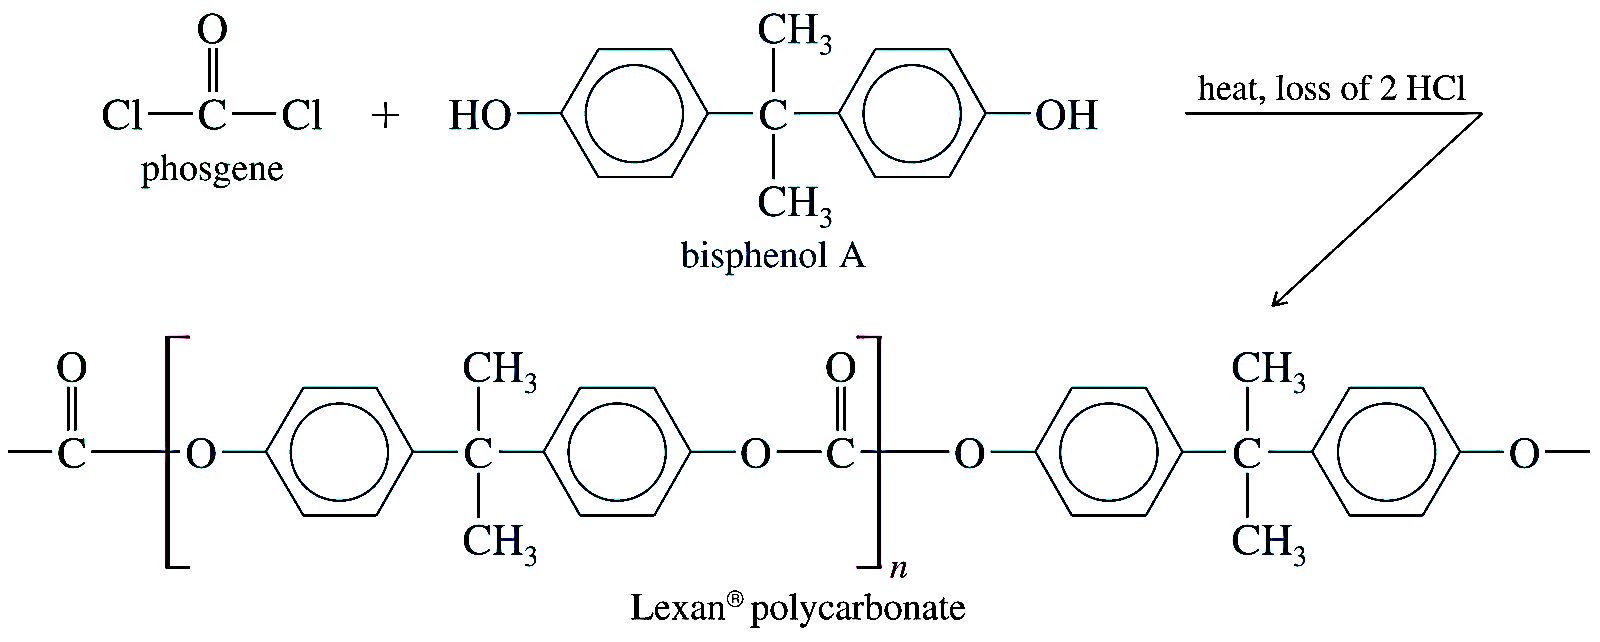 O
Cl—C—Cl + HO CH₃ C CH₃ OH
phosgene
bisphenol A
heat, loss of 2 HCl
O CH₃ O CH₃
C O C O C O C O
CH₃ CH₃
n
Lexan® polycarbonate